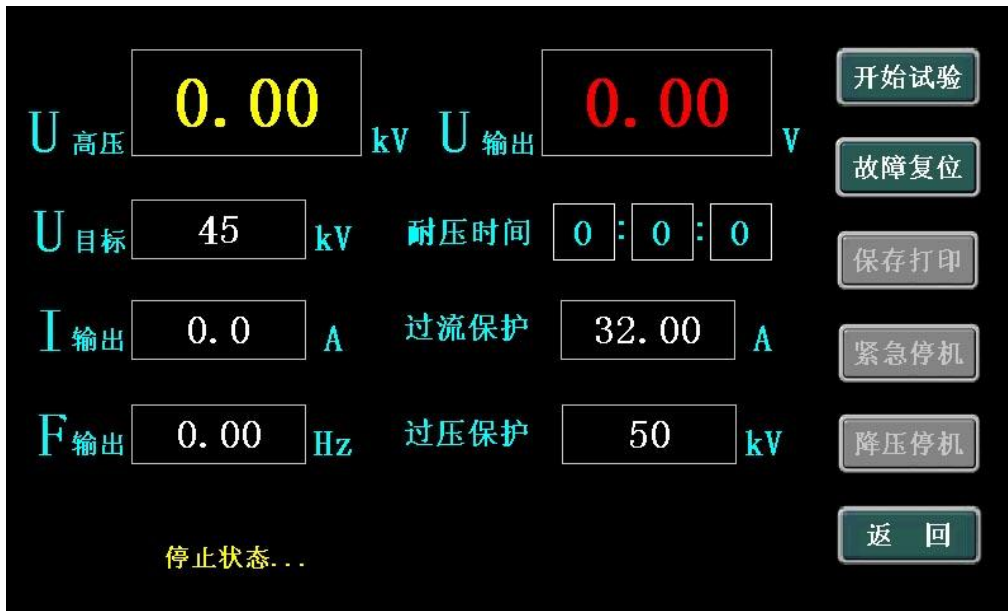 U高压 0.00 kV U输出 0.00 V
开始试验
故障复位
U目标 45 kV 耐压时间 0:0:0
保存打印
I输出 0.0 A 过流保护 32.00 A
紧急停机
F输出 0.00 Hz 过压保护 50 kV
降压停机
返 回
停止状态...